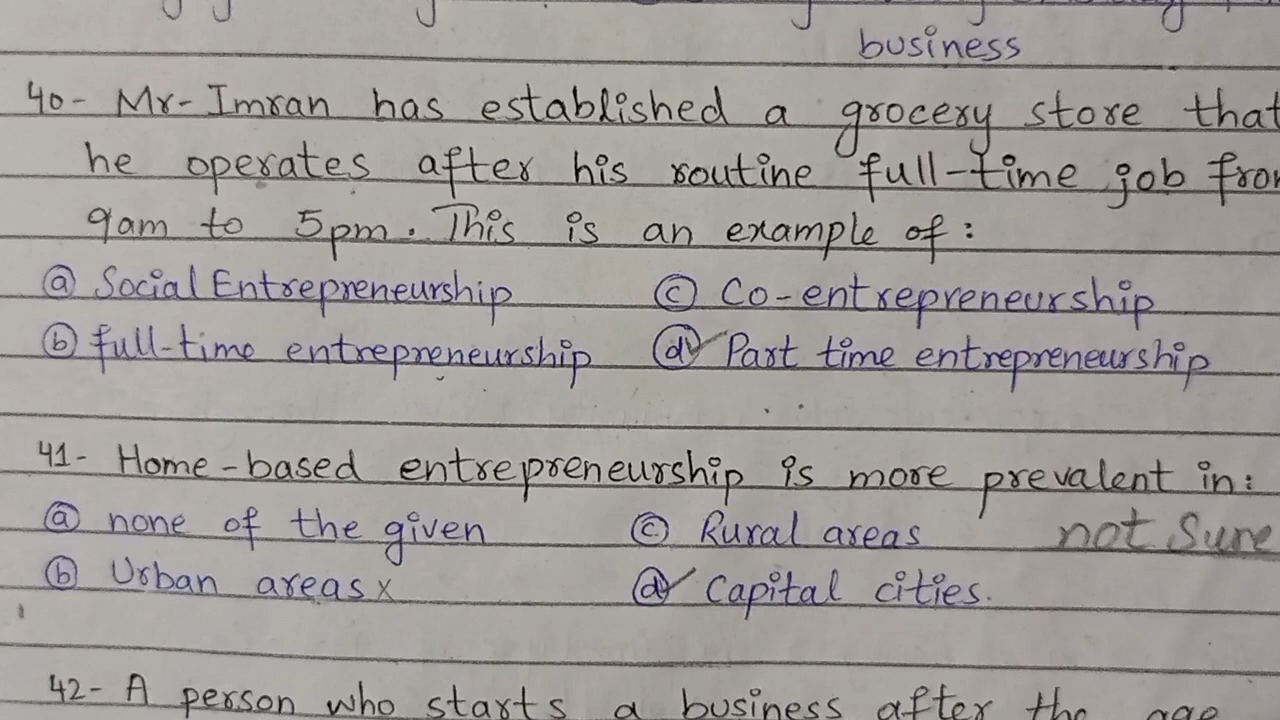 business
40- Mr-Imran has established a grocery store that
he operates after his routine full-time job from
9am to 5pm. This is an example of:
ⓐ Social Entrepreneurship ⓒ Co-entrepreneurship
ⓑ full-time entrepreneurship ⓓ✓ Part time entrepreneurship
41- Home-based entrepreneurship is more prevalent in:
ⓐ none of the given ⓒ Rural areas not Sure
ⓑ Urban areas x ⓓ✓ Capital cities.
42- A person who starts a business after the age